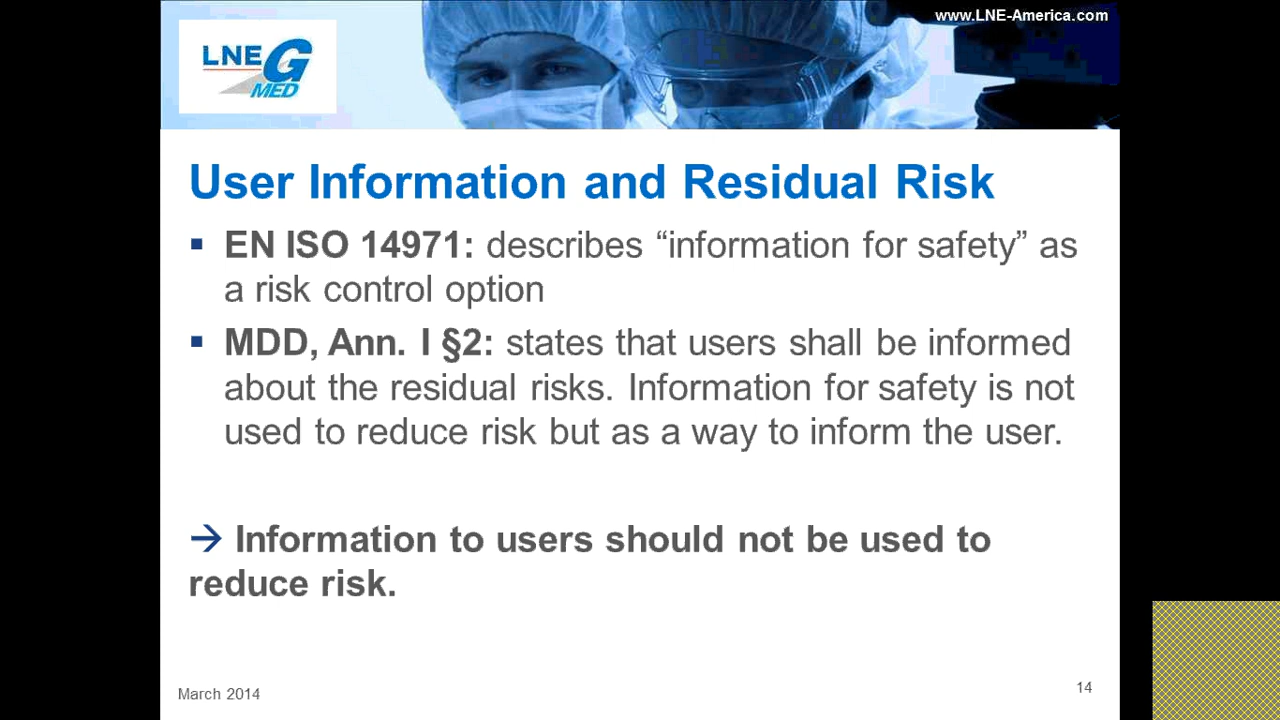 www.LNE-America.com
LNE G
MED
User Information and Residual Risk
▪ EN ISO 14971: describes “information for safety” as
a risk control option
▪ MDD, Ann. I §2: states that users shall be informed
about the residual risks. Information for safety is not
used to reduce risk but as a way to inform the user.
→ Information to users should not be used to
reduce risk.
March 2014
14